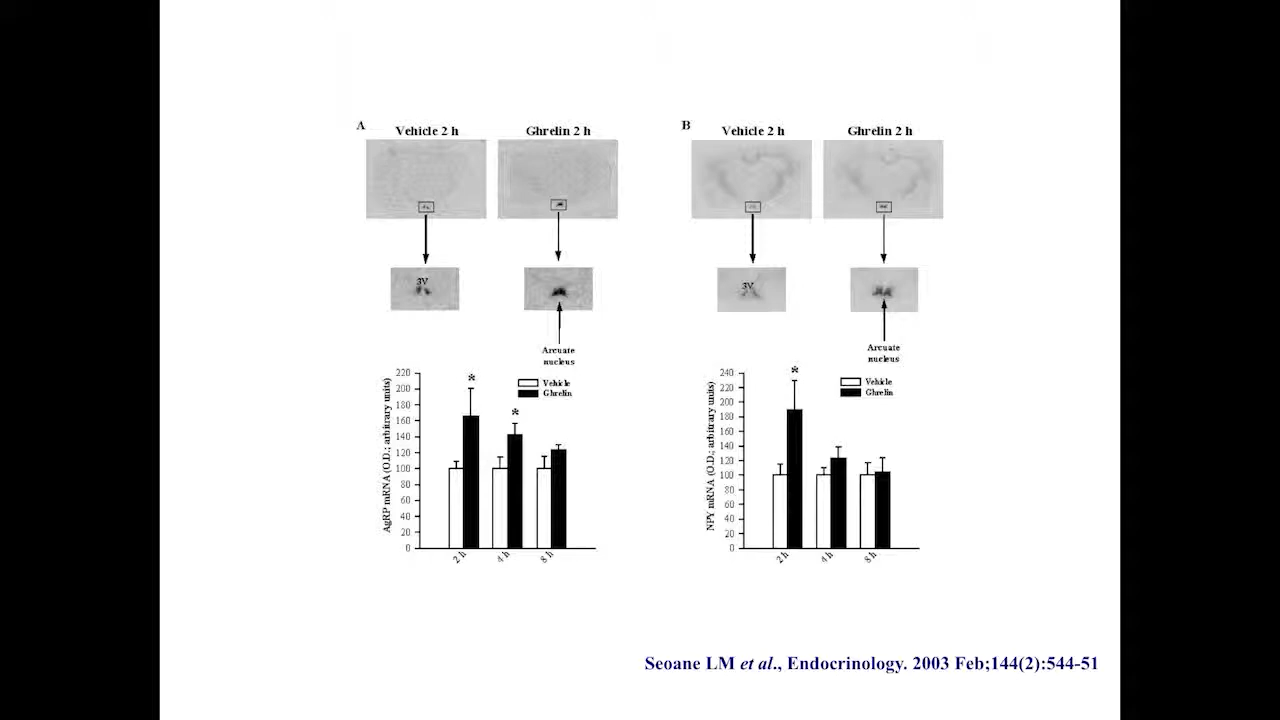 A
Vehicle 2 h
Ghrelin 2 h
3V
Arcuate
nucleus
AgRP mRNA (O.D.; arbitrary units)
220
200
180
160
140
120
100
80
60
40
20
0
*
*
Vehicle
Ghrelin
2 h
4 h
8 h
B
Vehicle 2 h
Ghrelin 2 h
3V
Arcuate
nucleus
NPY mRNA (O.D.; arbitrary units)
240
220
200
180
160
140
120
100
80
60
40
20
0
*
Vehicle
Ghrelin
2 h
4 h
8 h
Seoane LM et al., Endocrinology. 2003 Feb;144(2):544-51